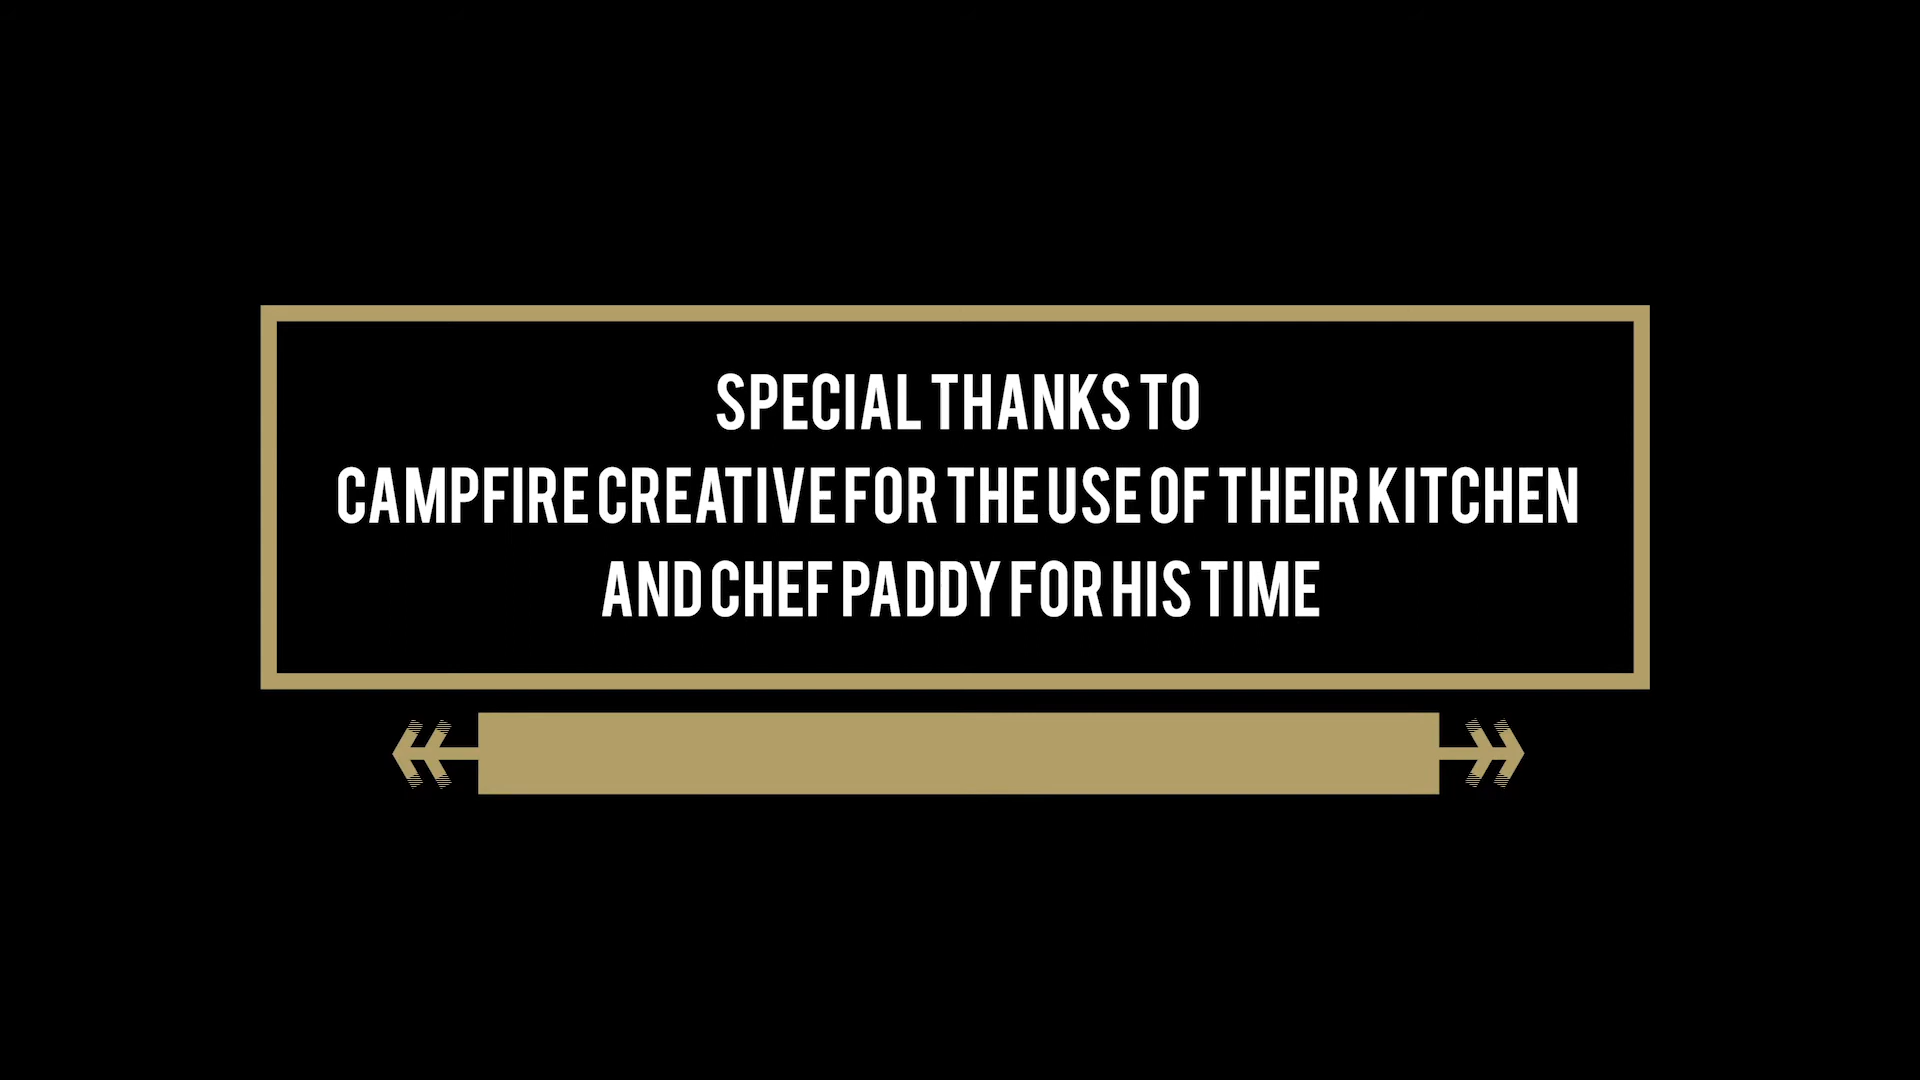 SPECIAL THANKS TO
CAMPFIRE CREATIVE FOR THE USE OF THEIR KITCHEN
AND CHEF PADDY FOR HIS TIME